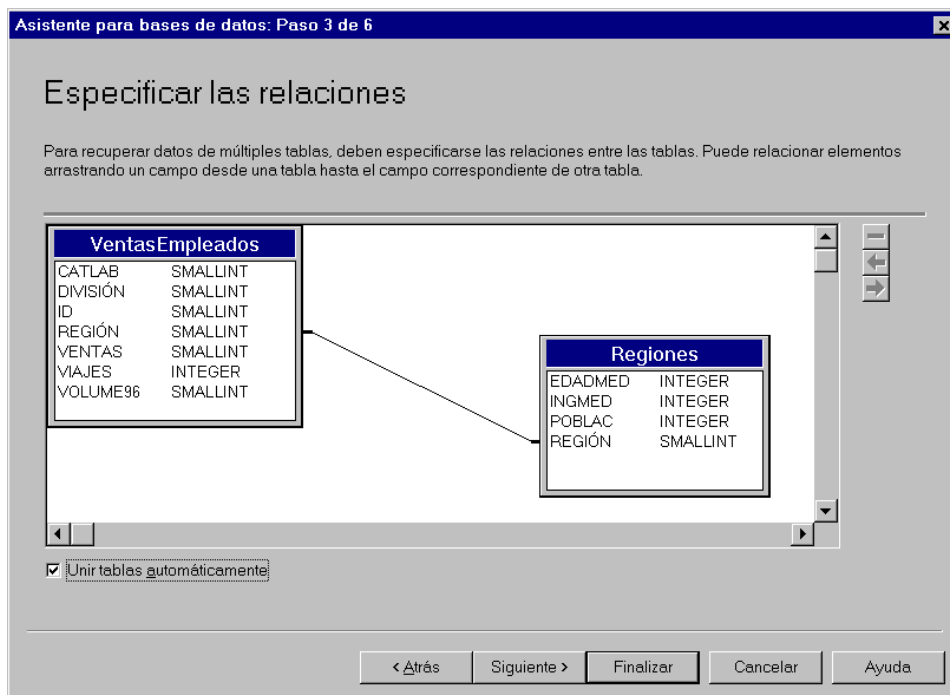 Asistente para bases de datos: Paso 3 de 6
Especificar las relaciones
Para recuperar datos de múltiples tablas, deben especificarse las relaciones entre las tablas. Puede relacionar elementos
arrastrando un campo desde una tabla hasta el campo correspondiente de otra tabla.
VentasEmpleados
CATLAB SMALLINT
DIVISIÓN SMALLINT
ID SMALLINT
REGIÓN SMALLINT
VENTAS SMALLINT
VIAJES INTEGER
VOLUME96 SMALLINT
Regiones
EDADMED INTEGER
INGMED INTEGER
POBLAC INTEGER
REGIÓN SMALLINT
Unir tablas automáticamente
< Atrás Siguiente > Finalizar Cancelar Ayuda